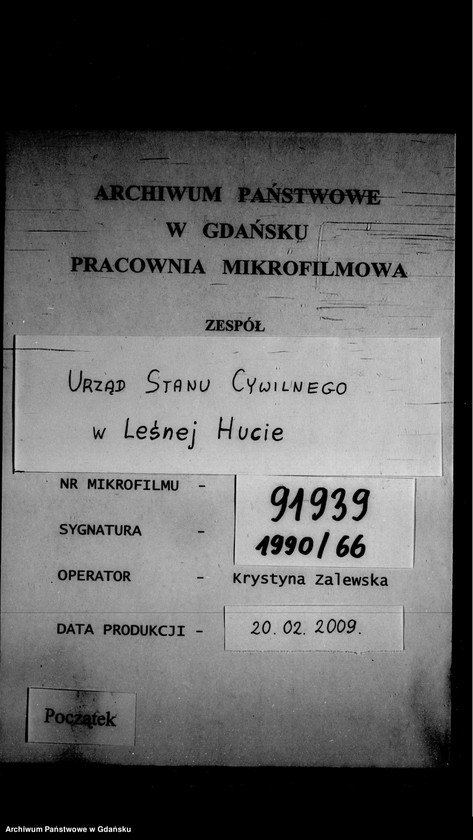 ARCHIWUM PAŃSTWOWE
W GDAŃSKU
PRACOWNIA MIKROFILMOWA
ZESPÓŁ
Urząd Stanu Cywilnego
w Leśnej Hucie
NR MIKROFILMU - 91939
SYGNATURA - 1990/66
OPERATOR - Krystyna Zalewska
DATA PRODUKCJI - 20.02.2009.
Początek
Archiwum Państwowe w Gdańsku